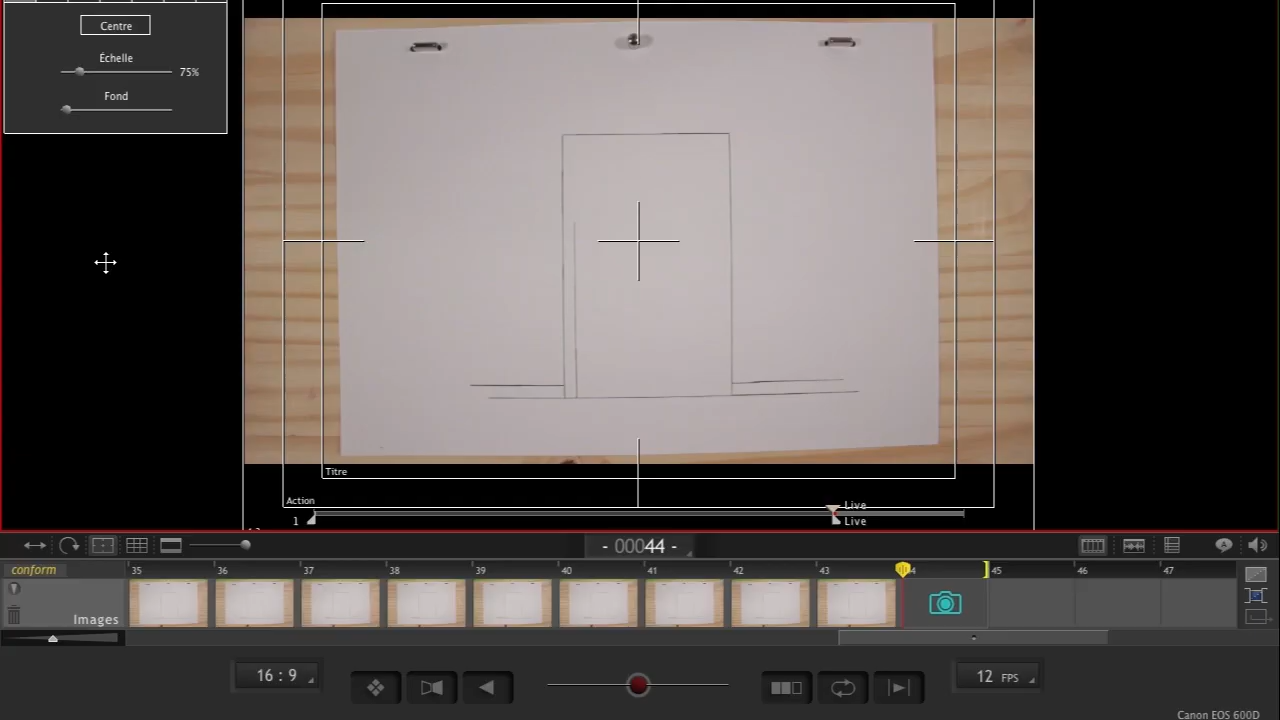 Centre
Échelle
75%
Fond
Titre
Action
Live
1
Live
- 00044 -
conform
35 36 37 38 39 40 41 42 43 44 45 46 47
Images
16 : 9
12 FPS
Canon EOS 600D